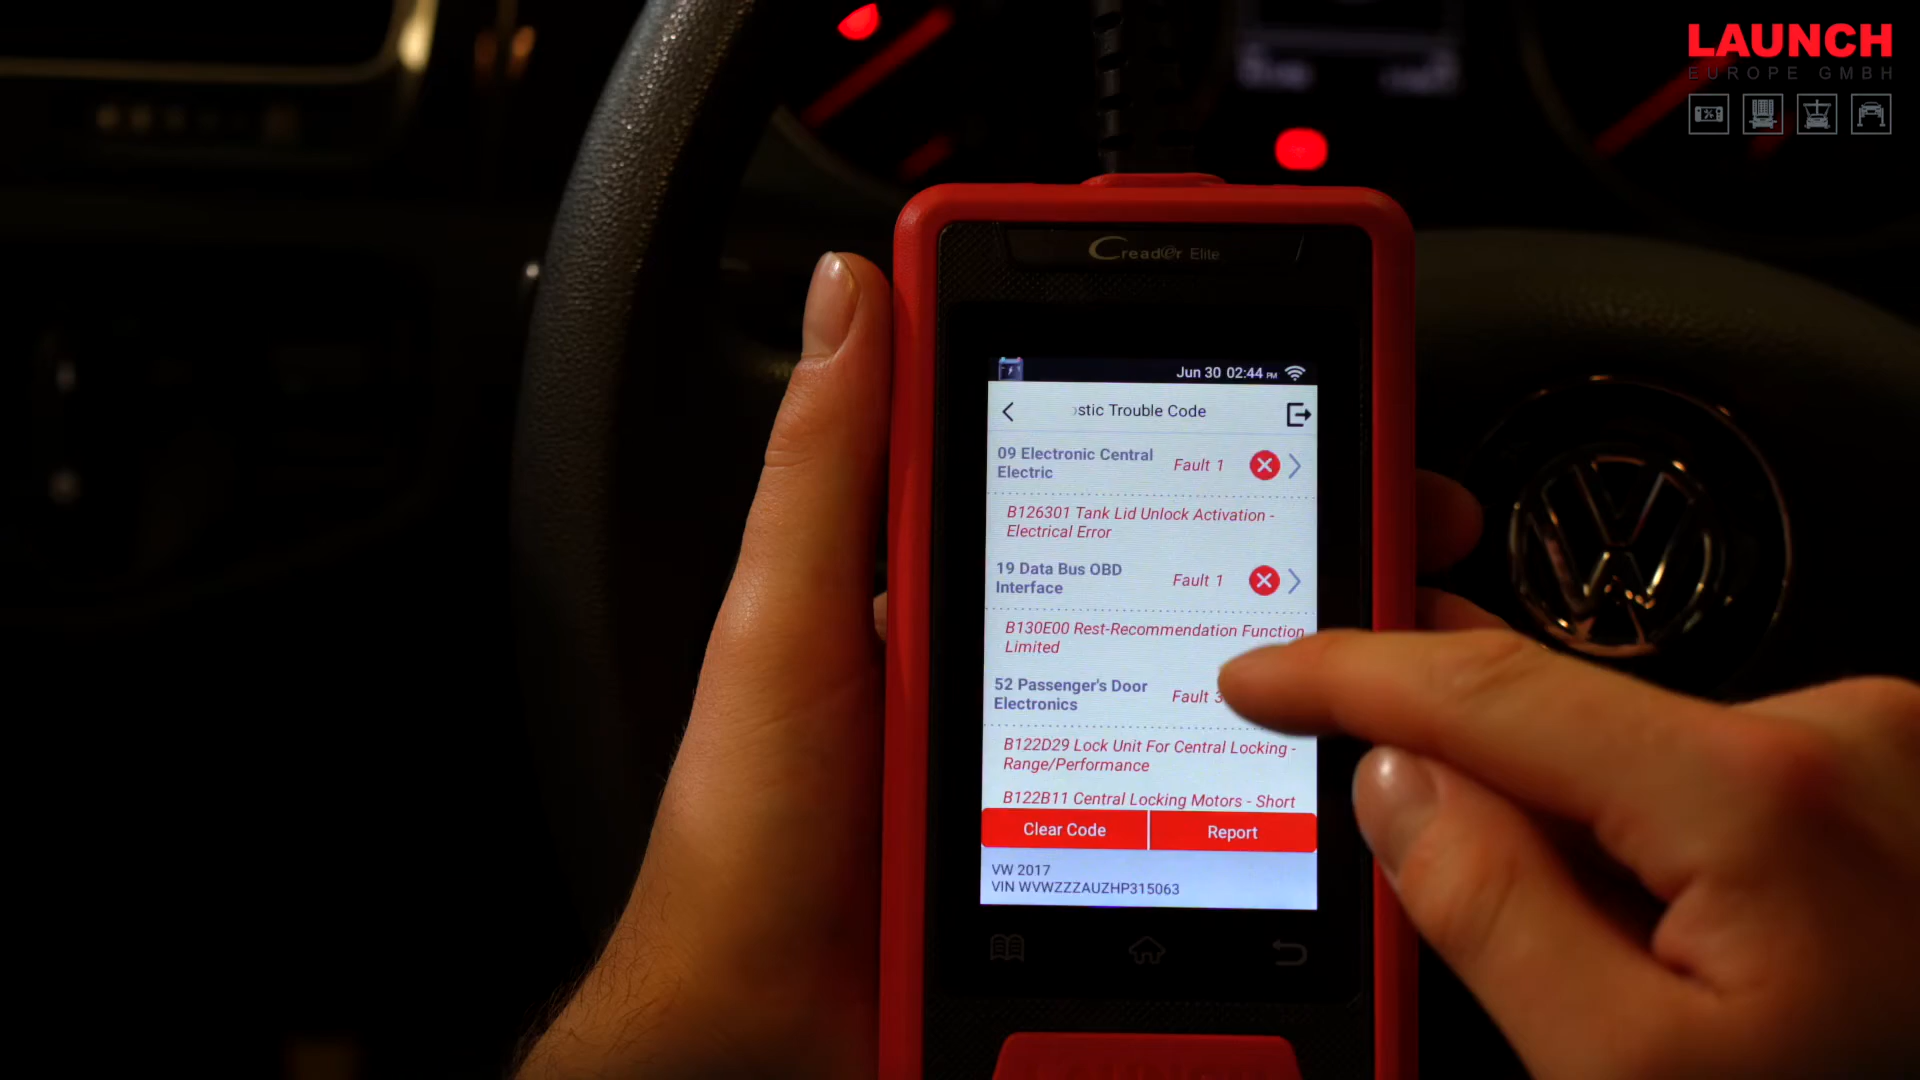 LAUNCH
EUROPE GMBH
Creader Elite
Jun 30 02:44 PM
stic Trouble Code
09 Electronic Central
Electric
Fault 1
B126301 Tank Lid Unlock Activation -
Electrical Error
19 Data Bus OBD
Interface
Fault 1
B130E00 Rest-Recommendation Function
Limited
52 Passenger's Door
Electronics
Fault 3
B122D29 Lock Unit For Central Locking -
Range/Performance
B122B11 Central Locking Motors - Short
Clear Code
Report
VW 2017
VIN WVWZZZAUZHP315063